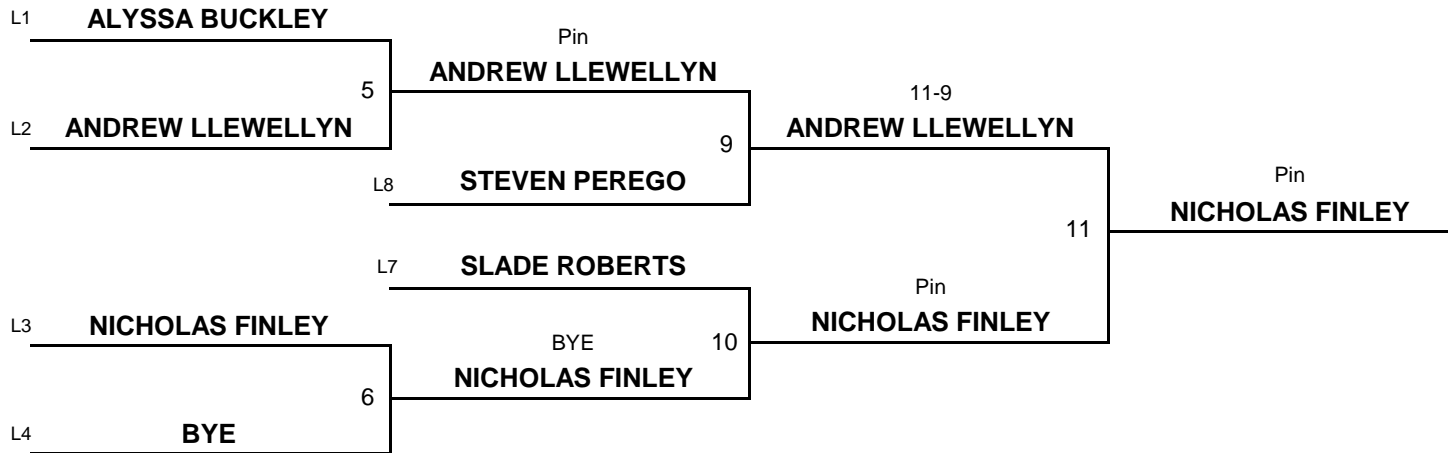 L1 ALYSSA BUCKLEY
Pin
ANDREW LLEWELLYN
5
11-9
L2 ANDREW LLEWELLYN
ANDREW LLEWELLYN
9
Pin
L8 STEVEN PEREGO
NICHOLAS FINLEY
11
L7 SLADE ROBERTS
Pin
L3 NICHOLAS FINLEY
NICHOLAS FINLEY
BYE
10
NICHOLAS FINLEY
6
L4 BYE